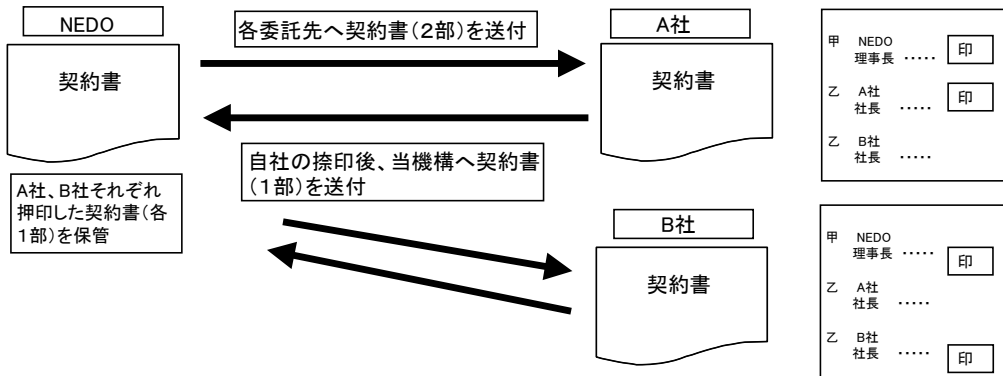 NEDO
契約書
A社、B社それぞれ
押印した契約書(各
1部)を保管
各委託先へ契約書(2部)を送付
自社の捺印後、当機構へ契約書
(1部)を送付
A社
契約書
B社
契約書
甲 NEDO
理事長 ‥‥‥ 印
乙 A社
社長 ‥‥‥ 印
乙 B社
社長 ‥‥‥
甲 NEDO
理事長 ‥‥‥ 印
乙 A社
社長 ‥‥‥
乙 B社
社長 ‥‥‥ 印